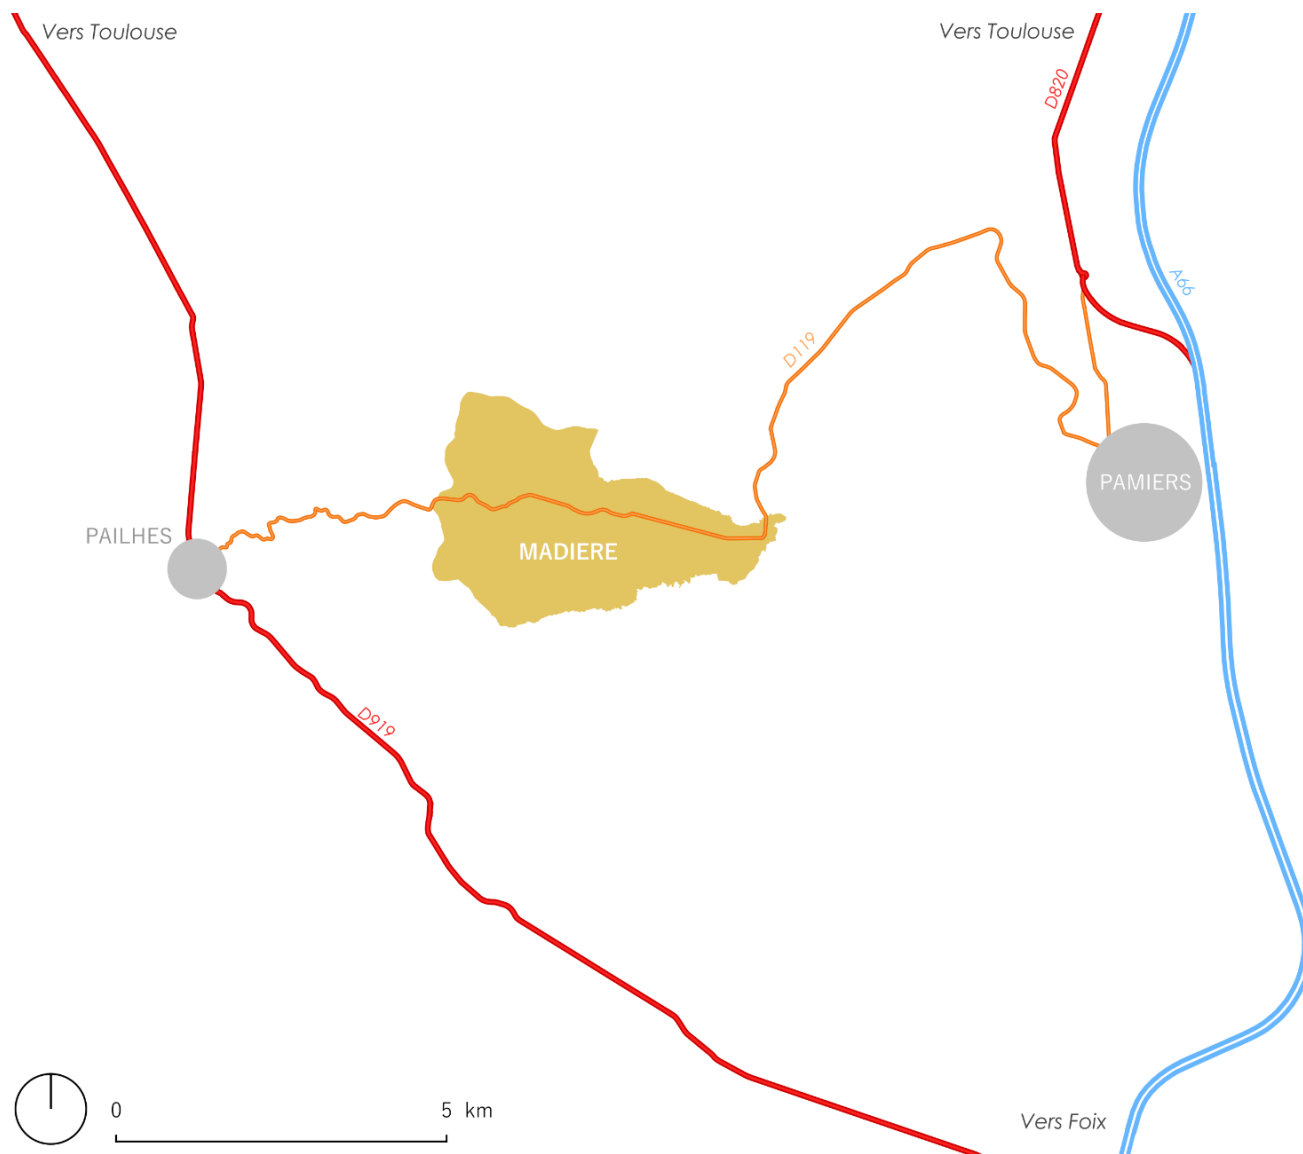 Vers Toulouse
Vers Toulouse
D820
A66
D119
PAMIERS
PAILHES
MADIERE
D919
0 5 km
Vers Foix